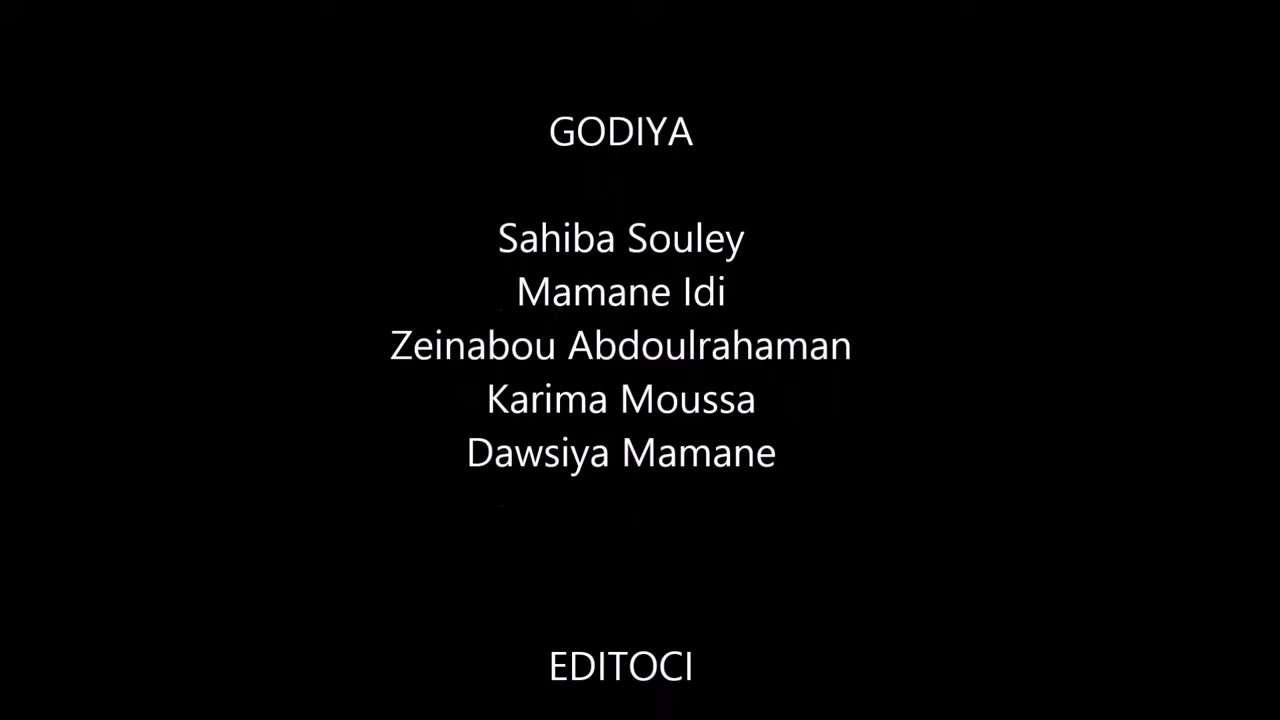 GODIYA
Sahiba Souley
Mamane Idi
Zeinabou Abdoulrahaman
Karima Moussa
Dawsiya Mamane
EDITOCI